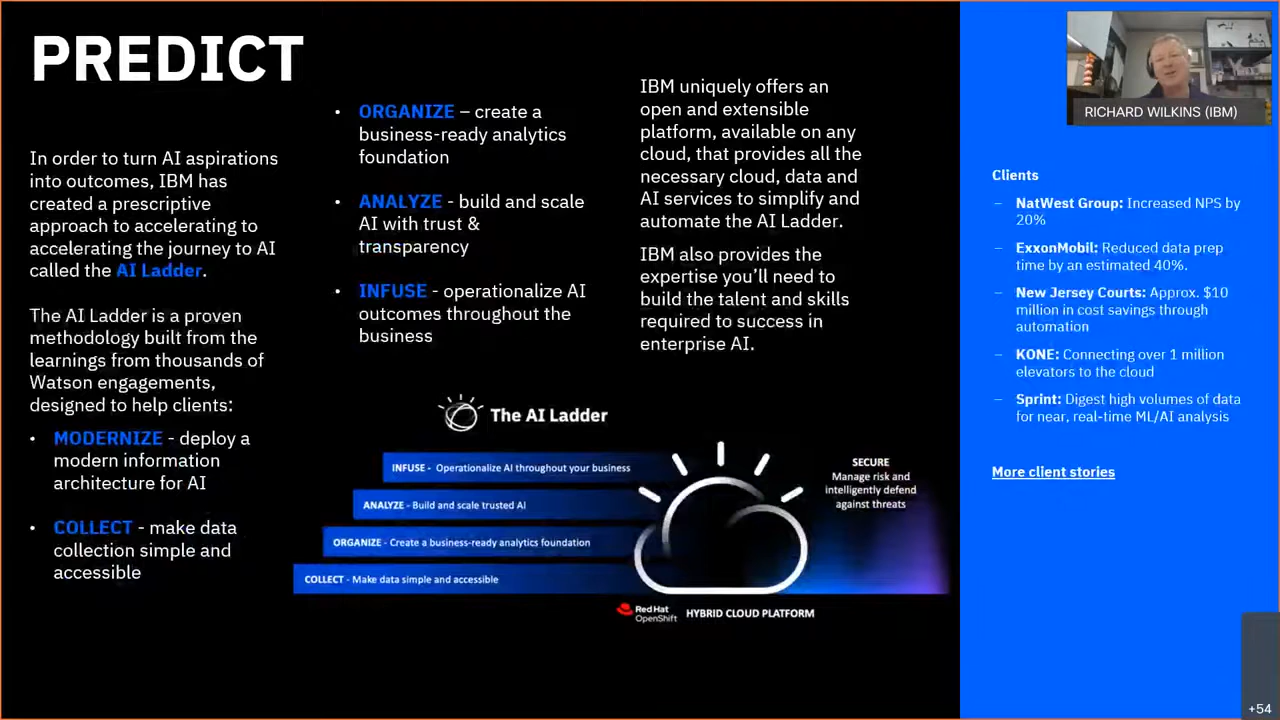 PREDICT
In order to turn AI aspirations
into outcomes, IBM has
created a prescriptive
approach to accelerating to
accelerating the journey to AI
called the AI Ladder.
The AI Ladder is a proven
methodology built from the
learnings from thousands of
Watson engagements,
designed to help clients:
• MODERNIZE - deploy a
modern information
architecture for AI
• COLLECT - make data
collection simple and
accessible
• ORGANIZE – create a
business-ready analytics
foundation
• ANALYZE - build and scale
AI with trust &
transparency
• INFUSE - operationalize AI
outcomes throughout the
business
IBM uniquely offers an
open and extensible
platform, available on any
cloud, that provides all the
necessary cloud, data and
AI services to simplify and
automate the AI Ladder.
IBM also provides the
expertise you’ll need to
build the talent and skills
required to success in
enterprise AI.
The AI Ladder
INFUSE - Operationalize AI throughout your business
ANALYZE - Build and scale trusted AI
ORGANIZE - Create a business-ready analytics foundation
COLLECT - Make data simple and accessible
SECURE
Manage risk and
intelligently defend
against threats
Red Hat
OpenShift
HYBRID CLOUD PLATFORM
RICHARD WILKINS (IBM)
Clients
– NatWest Group: Increased NPS by
20%
– ExxonMobil: Reduced data prep
time by an estimated 40%.
– New Jersey Courts: Approx. $10
million in cost savings through
automation
– KONE: Connecting over 1 million
elevators to the cloud
– Sprint: Digest high volumes of data
for near, real-time ML/AI analysis
More client stories
+54